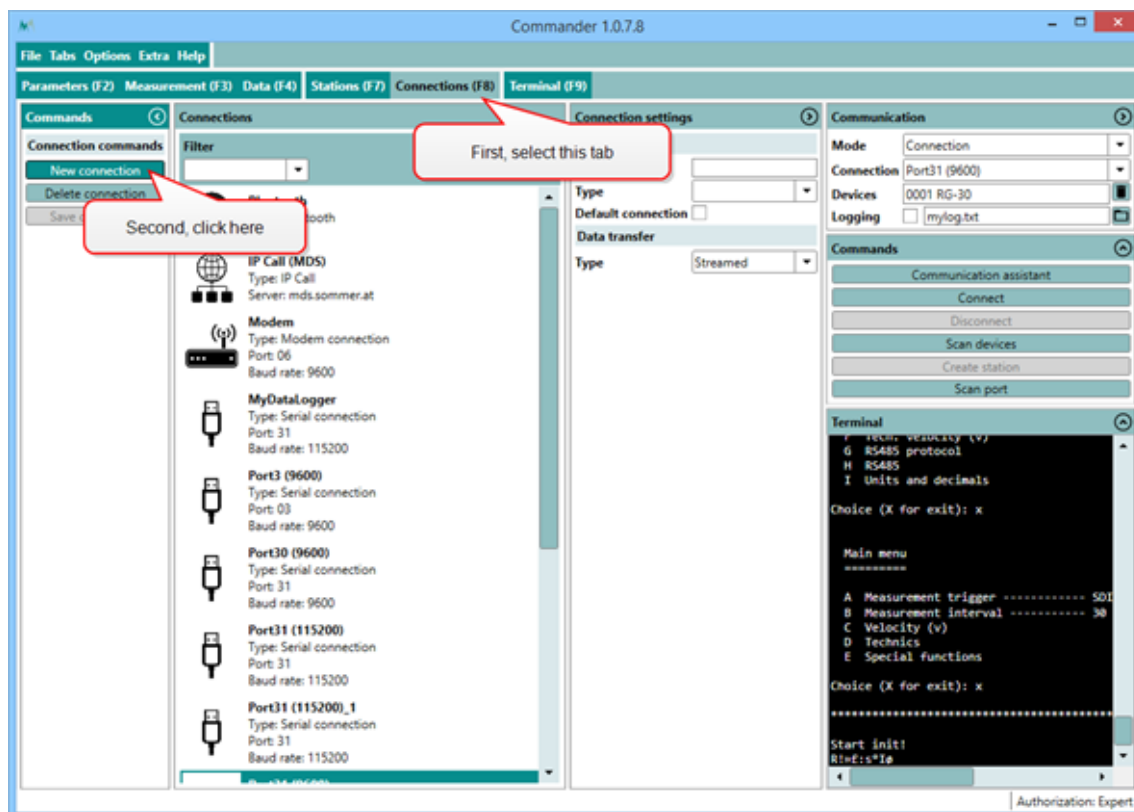 Commander 1.0.7.8
File Tabs Options Extra Help
Parameters (F2) Measurement (F3) Data (F4) Stations (F7) Connections (F8) Terminal (F9)
Commands
Connection commands
New connection
Delete connection
Save
Second, click here
First, select this tab
Connections
Filter
IP Call (MDS)
Type: IP Call
Server: mds.sommer.at
Modem
Type: Modem connection
Port: 06
Baud rate: 9600
MyDataLogger
Type: Serial connection
Port: 31
Baud rate: 115200
Port3 (9600)
Type: Serial connection
Port: 03
Baud rate: 9600
Port30 (9600)
Type: Serial connection
Port: 31
Baud rate: 9600
Port31 (115200)
Type: Serial connection
Port: 31
Baud rate: 115200
Port31 (115200)_1
Type: Serial connection
Port: 31
Baud rate: 115200
Connection settings
Type
Default connection
Data transfer
Type Streamed
Communication
Mode Connection
Connection Port31 (9600)
Devices 0001 RG-30
Logging mylog.txt
Commands
Communication assistant
Connect
Disconnect
Scan devices
Create station
Scan port
Terminal
F Tech. velocity (v)
G RS485 protocol
H RS485
I Units and decimals
Choice (X for exit): x
Main menu
---------
A Measurement trigger ------------ SDI
B Measurement interval ----------- 30
C Velocity (v)
D Technics
E Special functions
Choice (X for exit): x
Start init!
Authorization: Expert